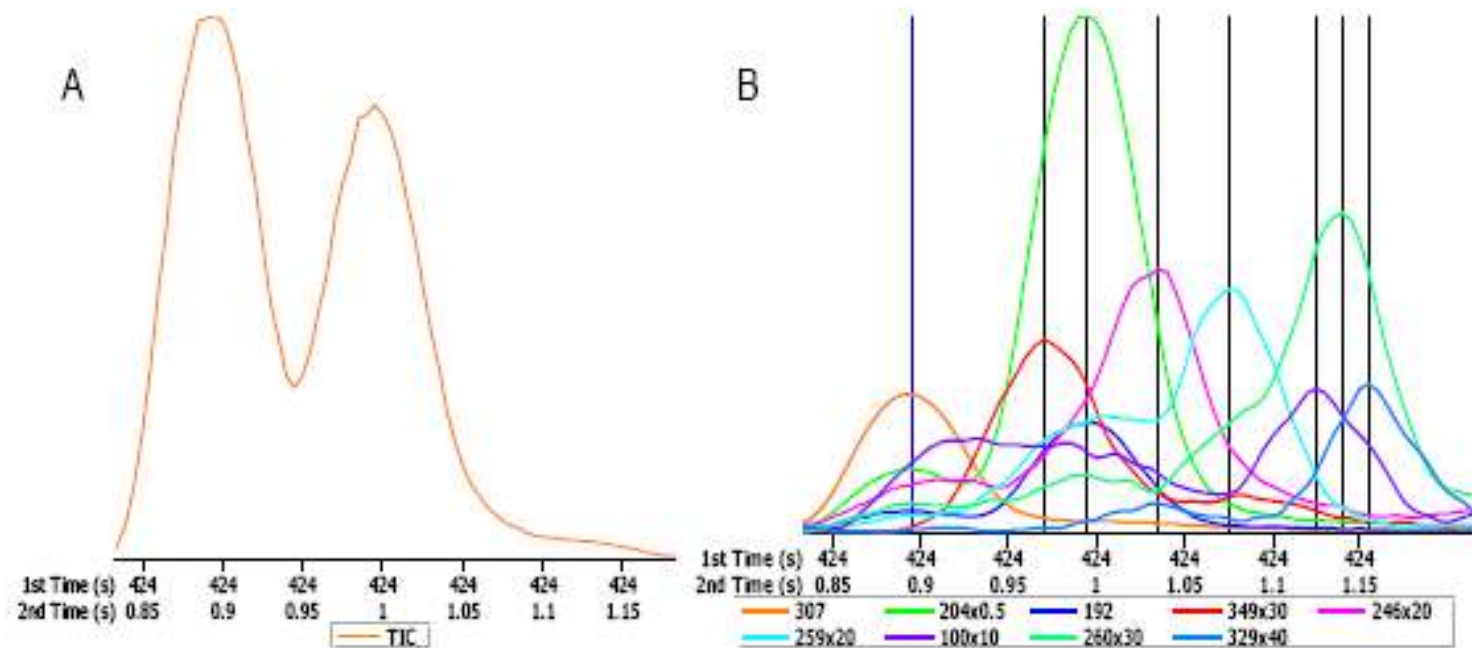 A
1st Time (s) 424 424 424 424 424 424 424
2nd Time (s) 0.85 0.9 0.95 1 1.05 1.1 1.15
TIC
B
1st Time (s) 424 424 424 424 424 424 424
2nd Time (s) 0.85 0.9 0.95 1 1.05 1.1 1.15
307 204x0.5 192 349x30 246x20
259x20 100x10 260x30 329x40